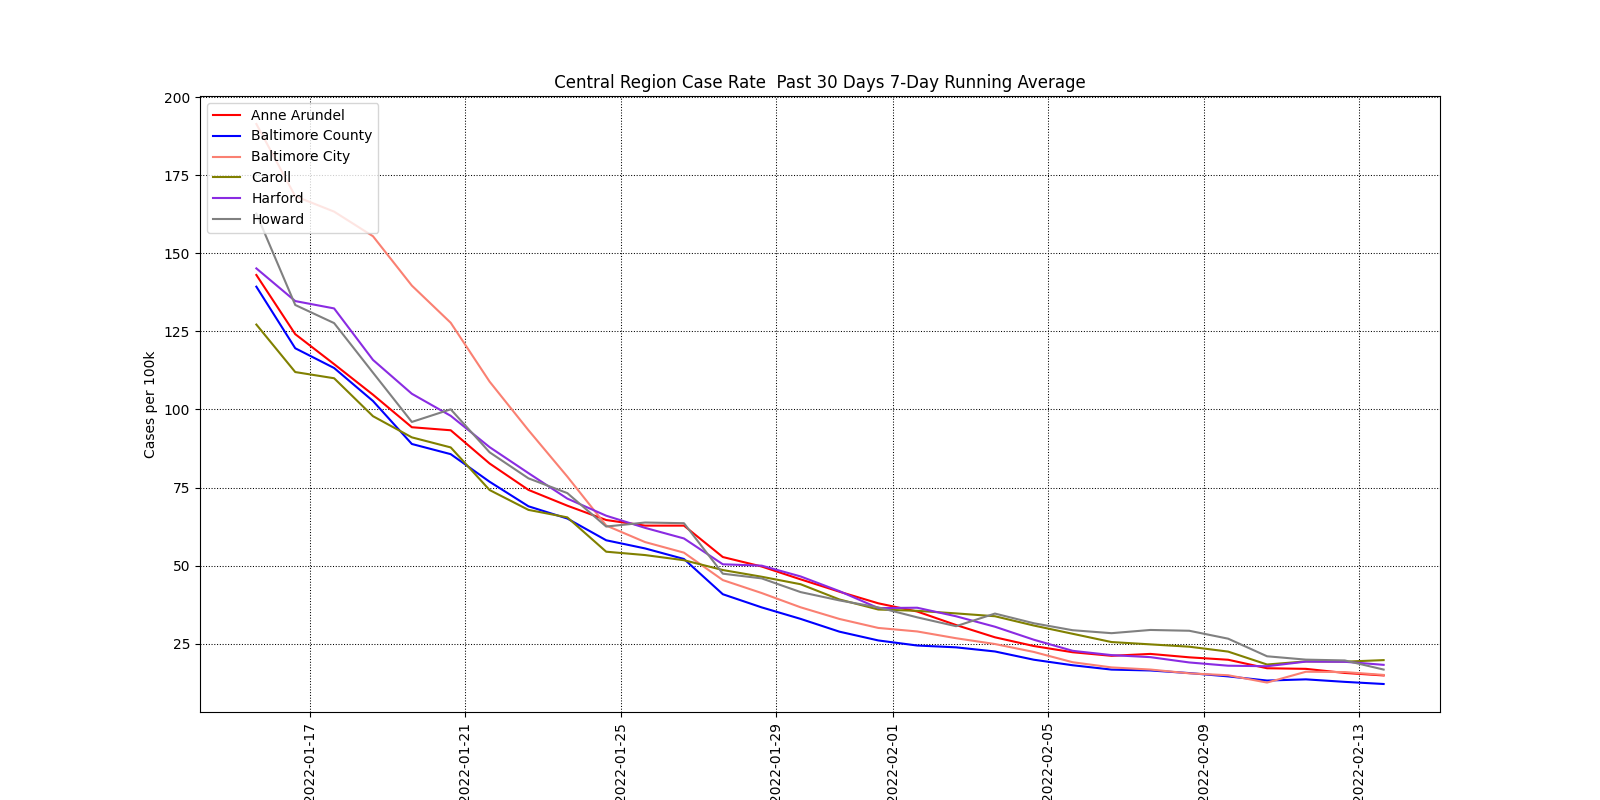 Central Region Case Rate  Past 30 Days 7-Day Running Average
200
175
150
125
100
75
50
25
Cases per 100k
Anne Arundel
Baltimore County
Baltimore City
Caroll
Harford
Howard
2022-01-17
2022-01-21
2022-01-25
2022-01-29
2022-02-01
2022-02-05
2022-02-09
2022-02-13